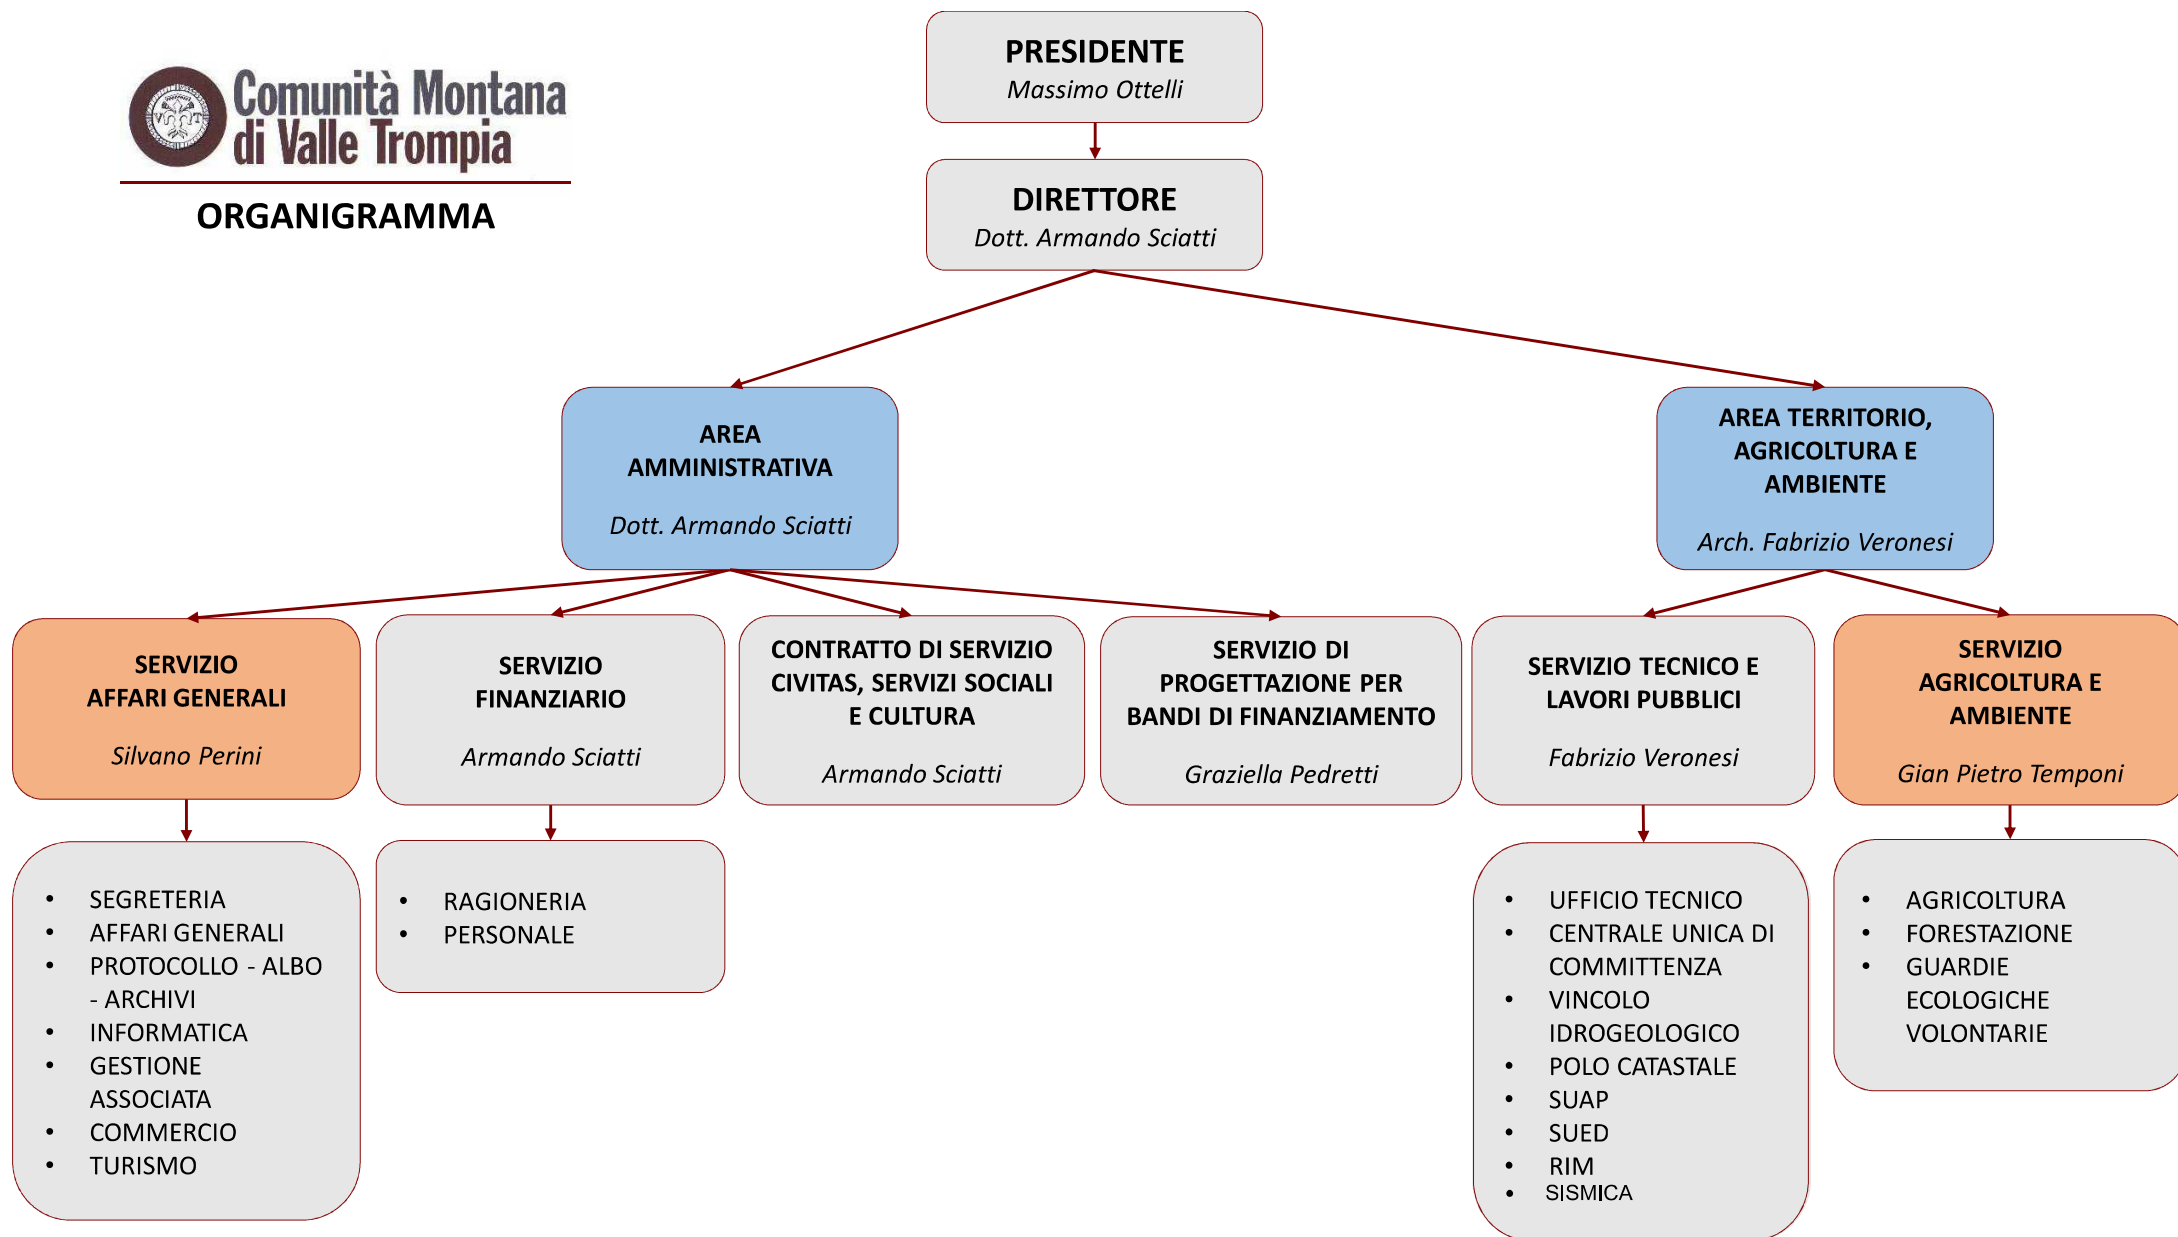 Comunità Montana
di Valle Trompia
ORGANIGRAMMA
PRESIDENTE
Massimo Ottelli
DIRETTORE
Dott. Armando Sciatti
AREA
AMMINISTRATIVA
Dott. Armando Sciatti
AREA TERRITORIO,
AGRICOLTURA E
AMBIENTE
Arch. Fabrizio Veronesi
SERVIZIO
AFFARI GENERALI
Silvano Perini
SERVIZIO
FINANZIARIO
Armando Sciatti
CONTRATTO DI SERVIZIO
CIVITAS, SERVIZI SOCIALI
E CULTURA
Armando Sciatti
SERVIZIO DI
PROGETTAZIONE PER
BANDI DI FINANZIAMENTO
Graziella Pedretti
SERVIZIO TECNICO E
LAVORI PUBBLICI
Fabrizio Veronesi
SERVIZIO
AGRICOLTURA E
AMBIENTE
Gian Pietro Temponi
• SEGRETERIA
• AFFARI GENERALI
• PROTOCOLLO - ALBO
- ARCHIVI
• INFORMATICA
• GESTIONE
ASSOCIATA
• COMMERCIO
• TURISMO
• RAGIONERIA
• PERSONALE
• UFFICIO TECNICO
• CENTRALE UNICA DI
COMMITTENZA
• VINCOLO
IDROGEOLOGICO
• POLO CATASTALE
• SUAP
• SUED
• RIM
• SISMICA
• AGRICOLTURA
• FORESTAZIONE
• GUARDIE
ECOLOGICHE
VOLONTARIE